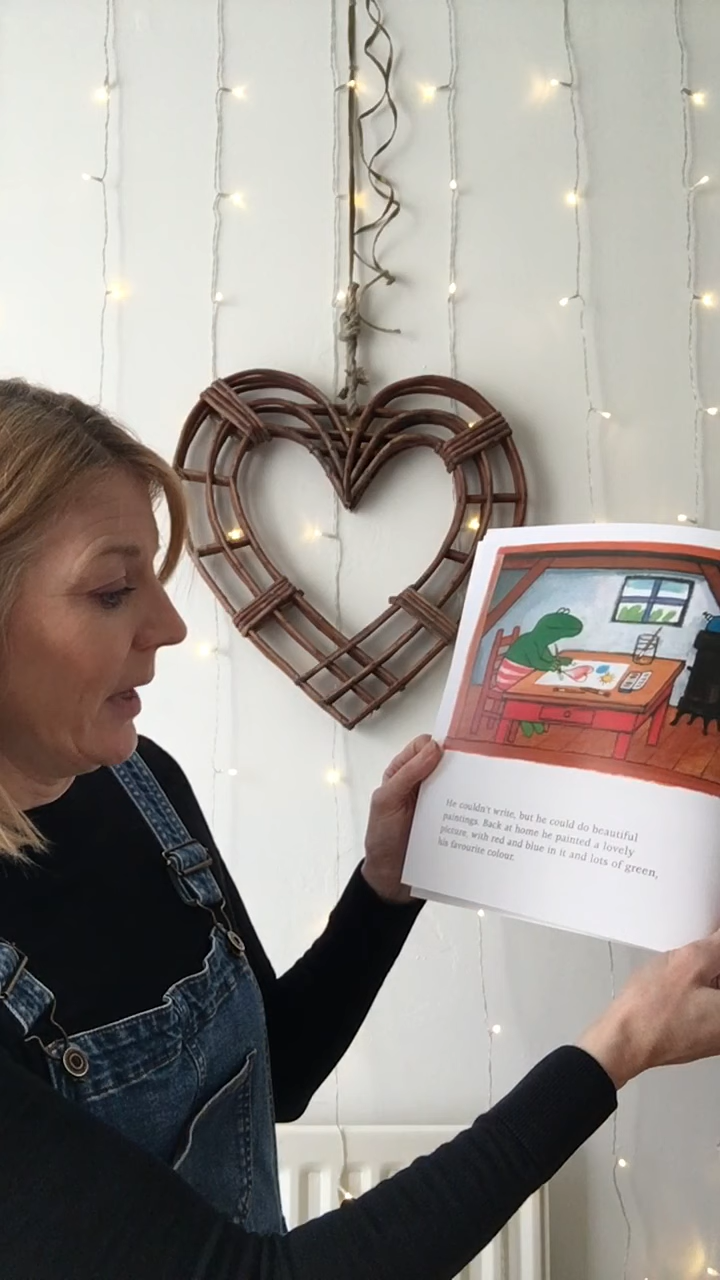 He couldn't write, but he could do beautiful
paintings. Back at home he painted a lovely
picture, with red and blue in it and lots of green,
his favourite colour.